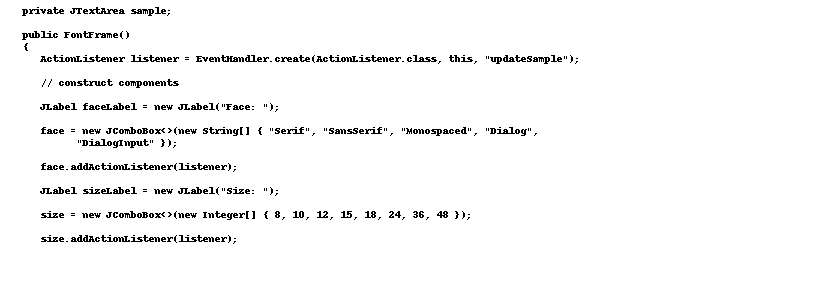 private JTextArea sample;
public FontFrame()
{
ActionListener listener = EventHandler.create(ActionListener.class, this, "updateSample");
// construct components
JLabel faceLabel = new JLabel("Face: ");
face = new JComboBox<>(new String[] { "Serif", "SansSerif", "Monospaced", "Dialog",
"DialogInput" });
face.addActionListener(listener);
JLabel sizeLabel = new JLabel("Size: ");
size = new JComboBox<>(new Integer[] { 8, 10, 12, 15, 18, 24, 36, 48 });
size.addActionListener(listener);